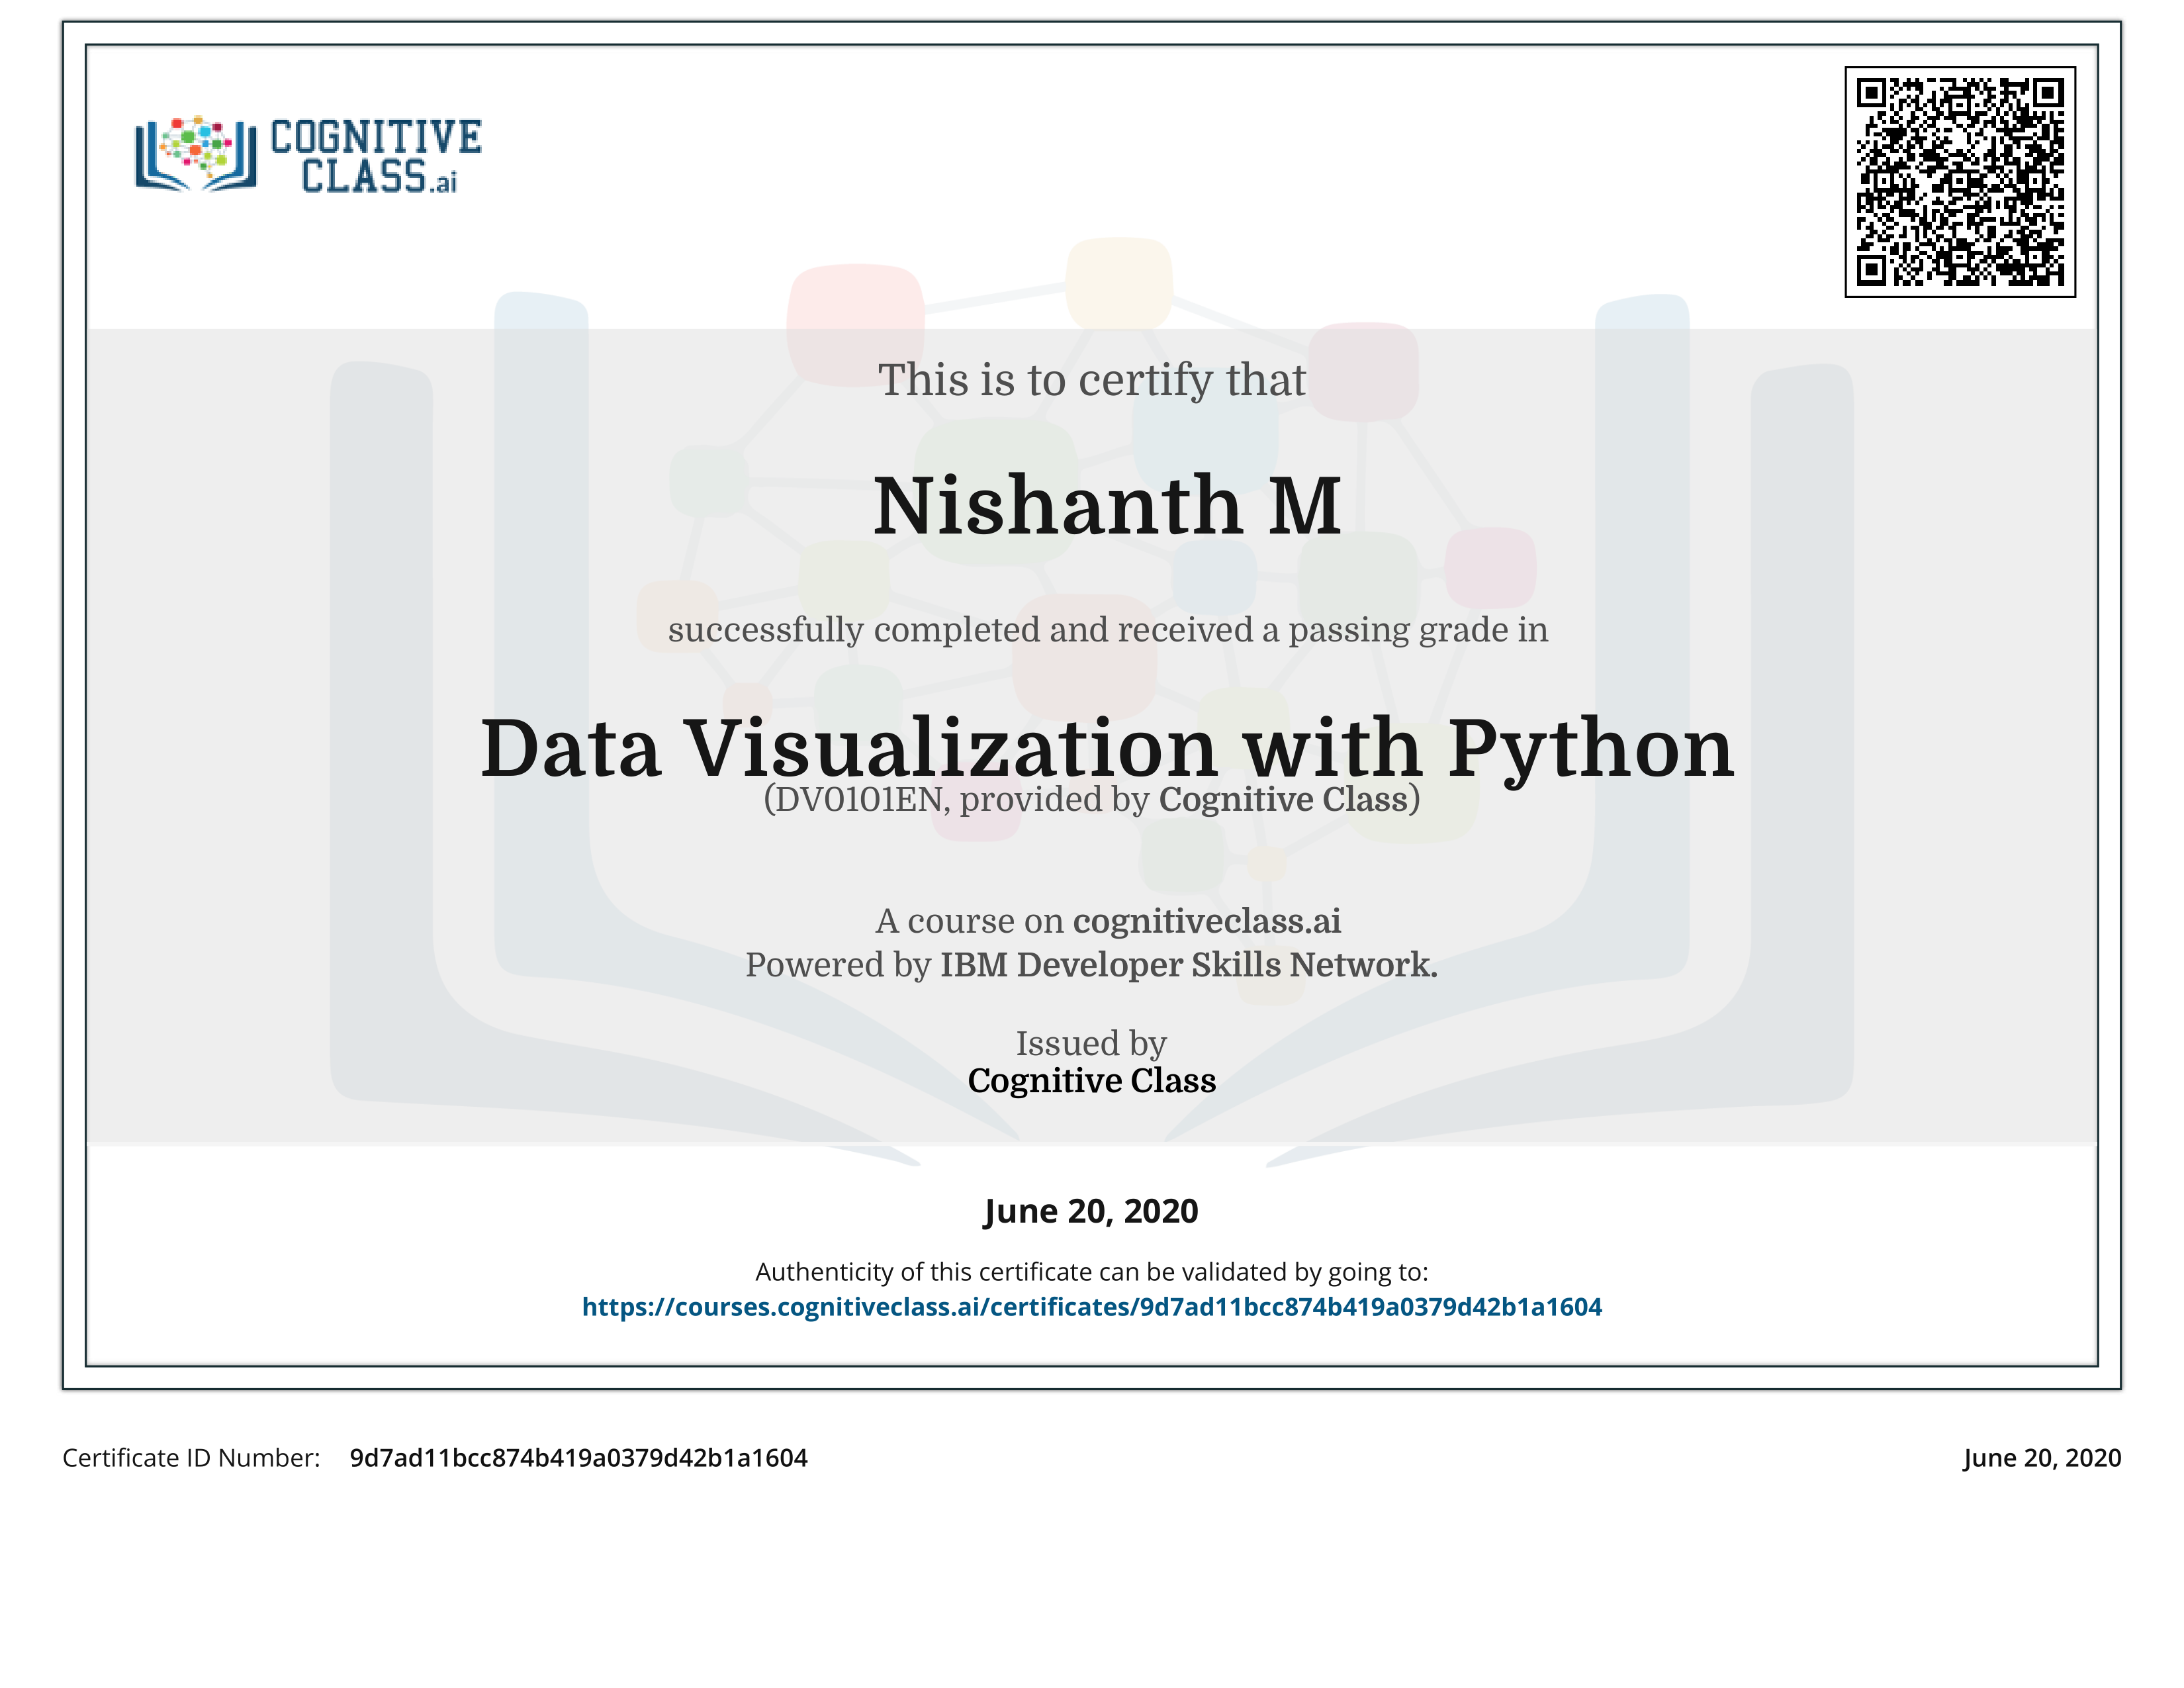 COGNITIVE
CLASS.ai
This is to certify that
Nishanth M
successfully completed and received a passing grade in
Data Visualization with Python
(DV0101EN, provided by Cognitive Class)
A course on cognitiveclass.ai
Powered by IBM Developer Skills Network.
Issued by
Cognitive Class
June 20, 2020
Authenticity of this certificate can be validated by going to:
https://courses.cognitiveclass.ai/certificates/9d7ad11bcc874b419a0379d42b1a1604
Certificate ID Number: 9d7ad11bcc874b419a0379d42b1a1604
June 20, 2020